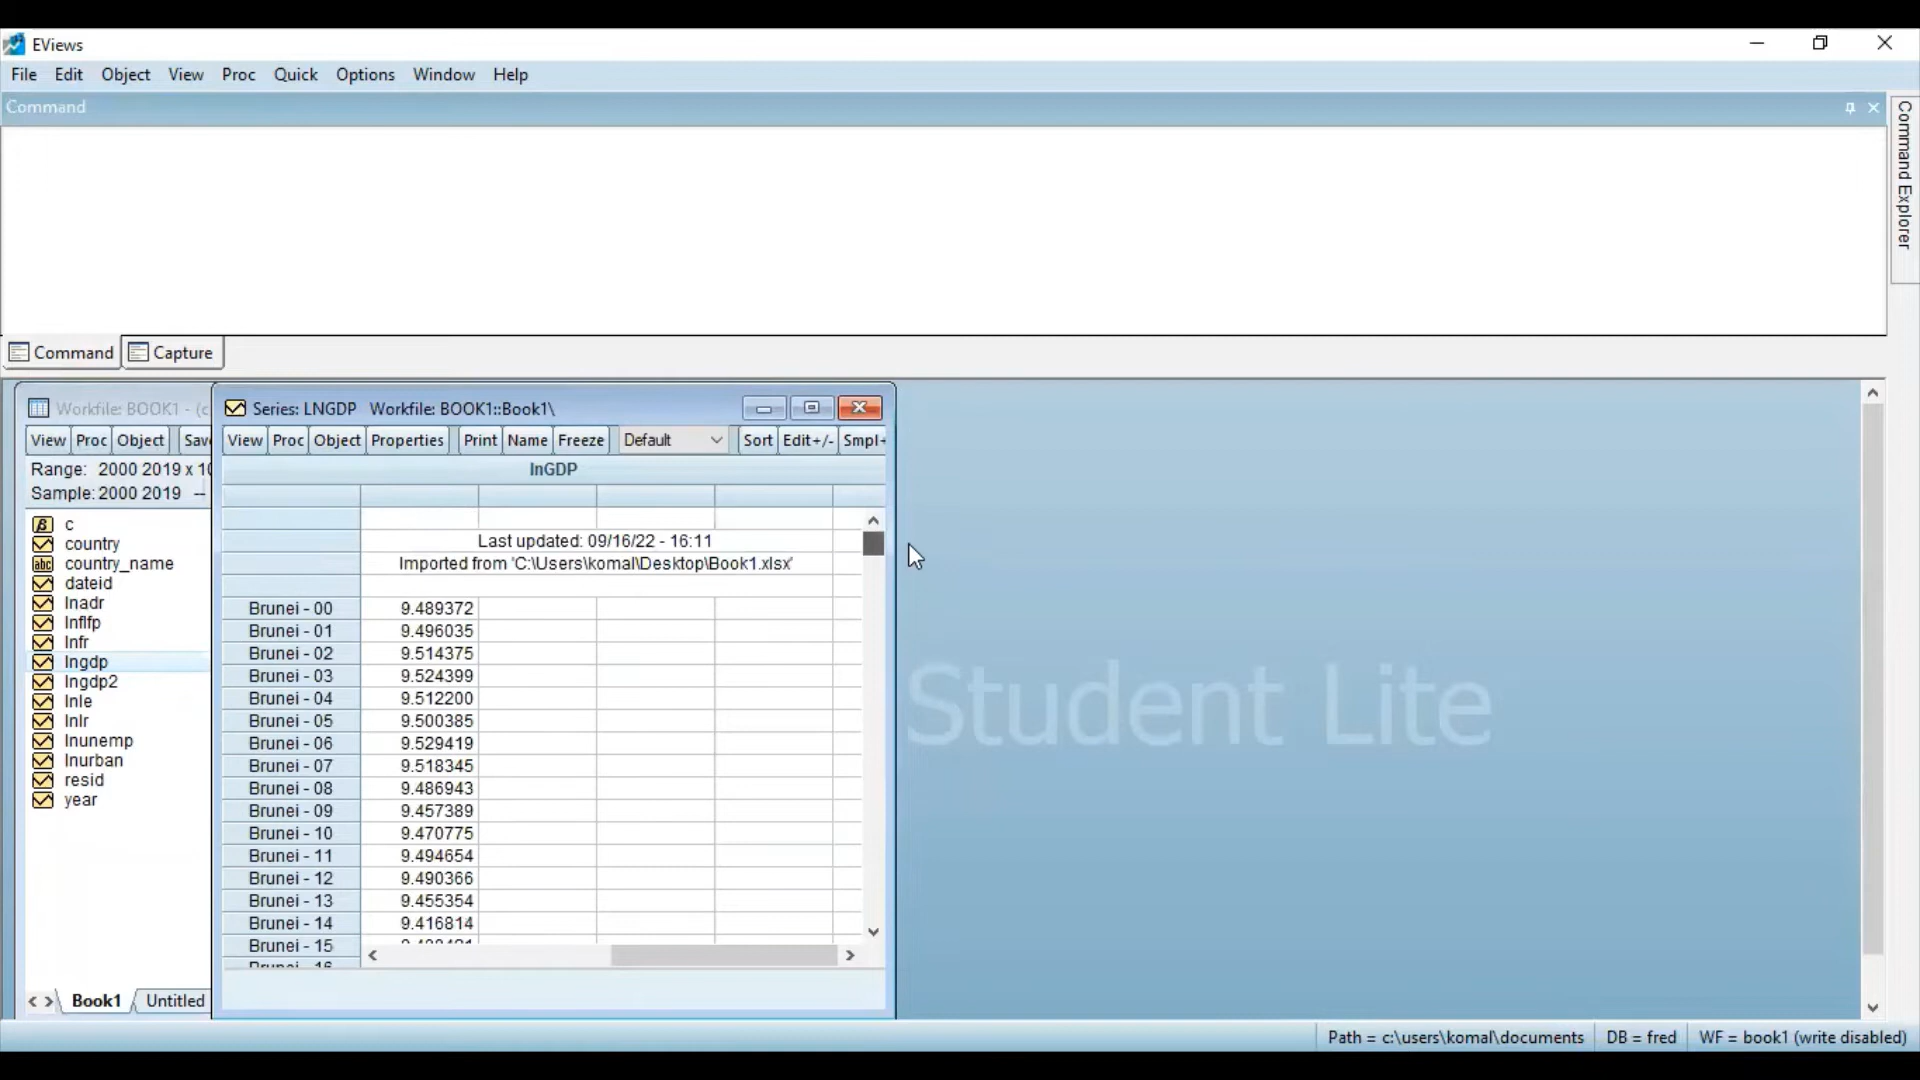 EViews
File Edit Object View Proc Quick Options Window Help
Command
Command Explorer
Command Capture
Workfile: BOOK1 - (c
View Proc Object Save
Range: 2000 2019 x 10
Sample: 2000 2019 --
c
country
country_name
dateid
lnadr
lnflfp
lnfr
lngdp
lngdp2
lnle
lnlr
lnunemp
lnurban
resid
year
Book1 Untitled
Series: LNGDP Workfile: BOOK1::Book1\
View Proc Object Properties Print Name Freeze Default Sort Edit+/- Smpl+
lnGDP
Last updated: 09/16/22 - 16:11
Imported from 'C:\Users\komal\Desktop\Book1.xlsx'
Brunei - 00 9.489372
Brunei - 01 9.496035
Brunei - 02 9.514375
Brunei - 03 9.524399
Brunei - 04 9.512200
Brunei - 05 9.500385
Brunei - 06 9.529419
Brunei - 07 9.518345
Brunei - 08 9.486943
Brunei - 09 9.457389
Brunei - 10 9.470775
Brunei - 11 9.494654
Brunei - 12 9.490366
Brunei - 13 9.455354
Brunei - 14 9.416814
Brunei - 15
Brunei - 16
Student Lite
Path = c:\users\komal\documents DB = fred WF = book1 (write disabled)